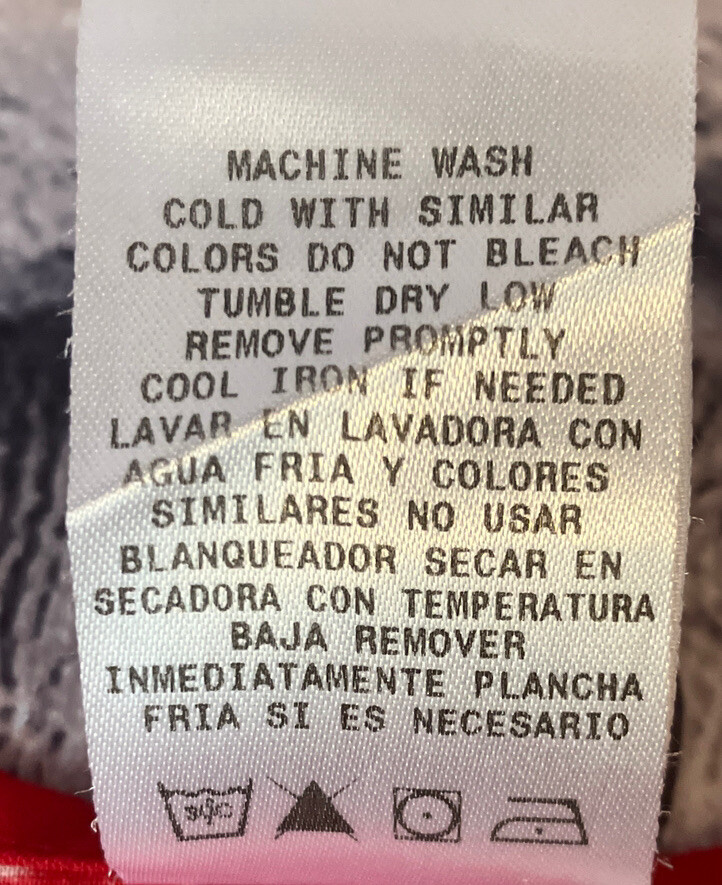 MACHINE WASH
COLD WITH SIMILAR
COLORS DO NOT BLEACH
TUMBLE DRY LOW
REMOVE PROMPTLY
COOL IRON IF NEEDED
LAVAR EN LAVADORA CON
AGUA FRIA Y COLORES
SIMILARES NO USAR
BLANQUEADOR SECAR EN
SECADORA CON TEMPERATURA
BAJA REMOVER
INMEDIATAMENTE PLANCHA
FRIA SI ES NECESARIO